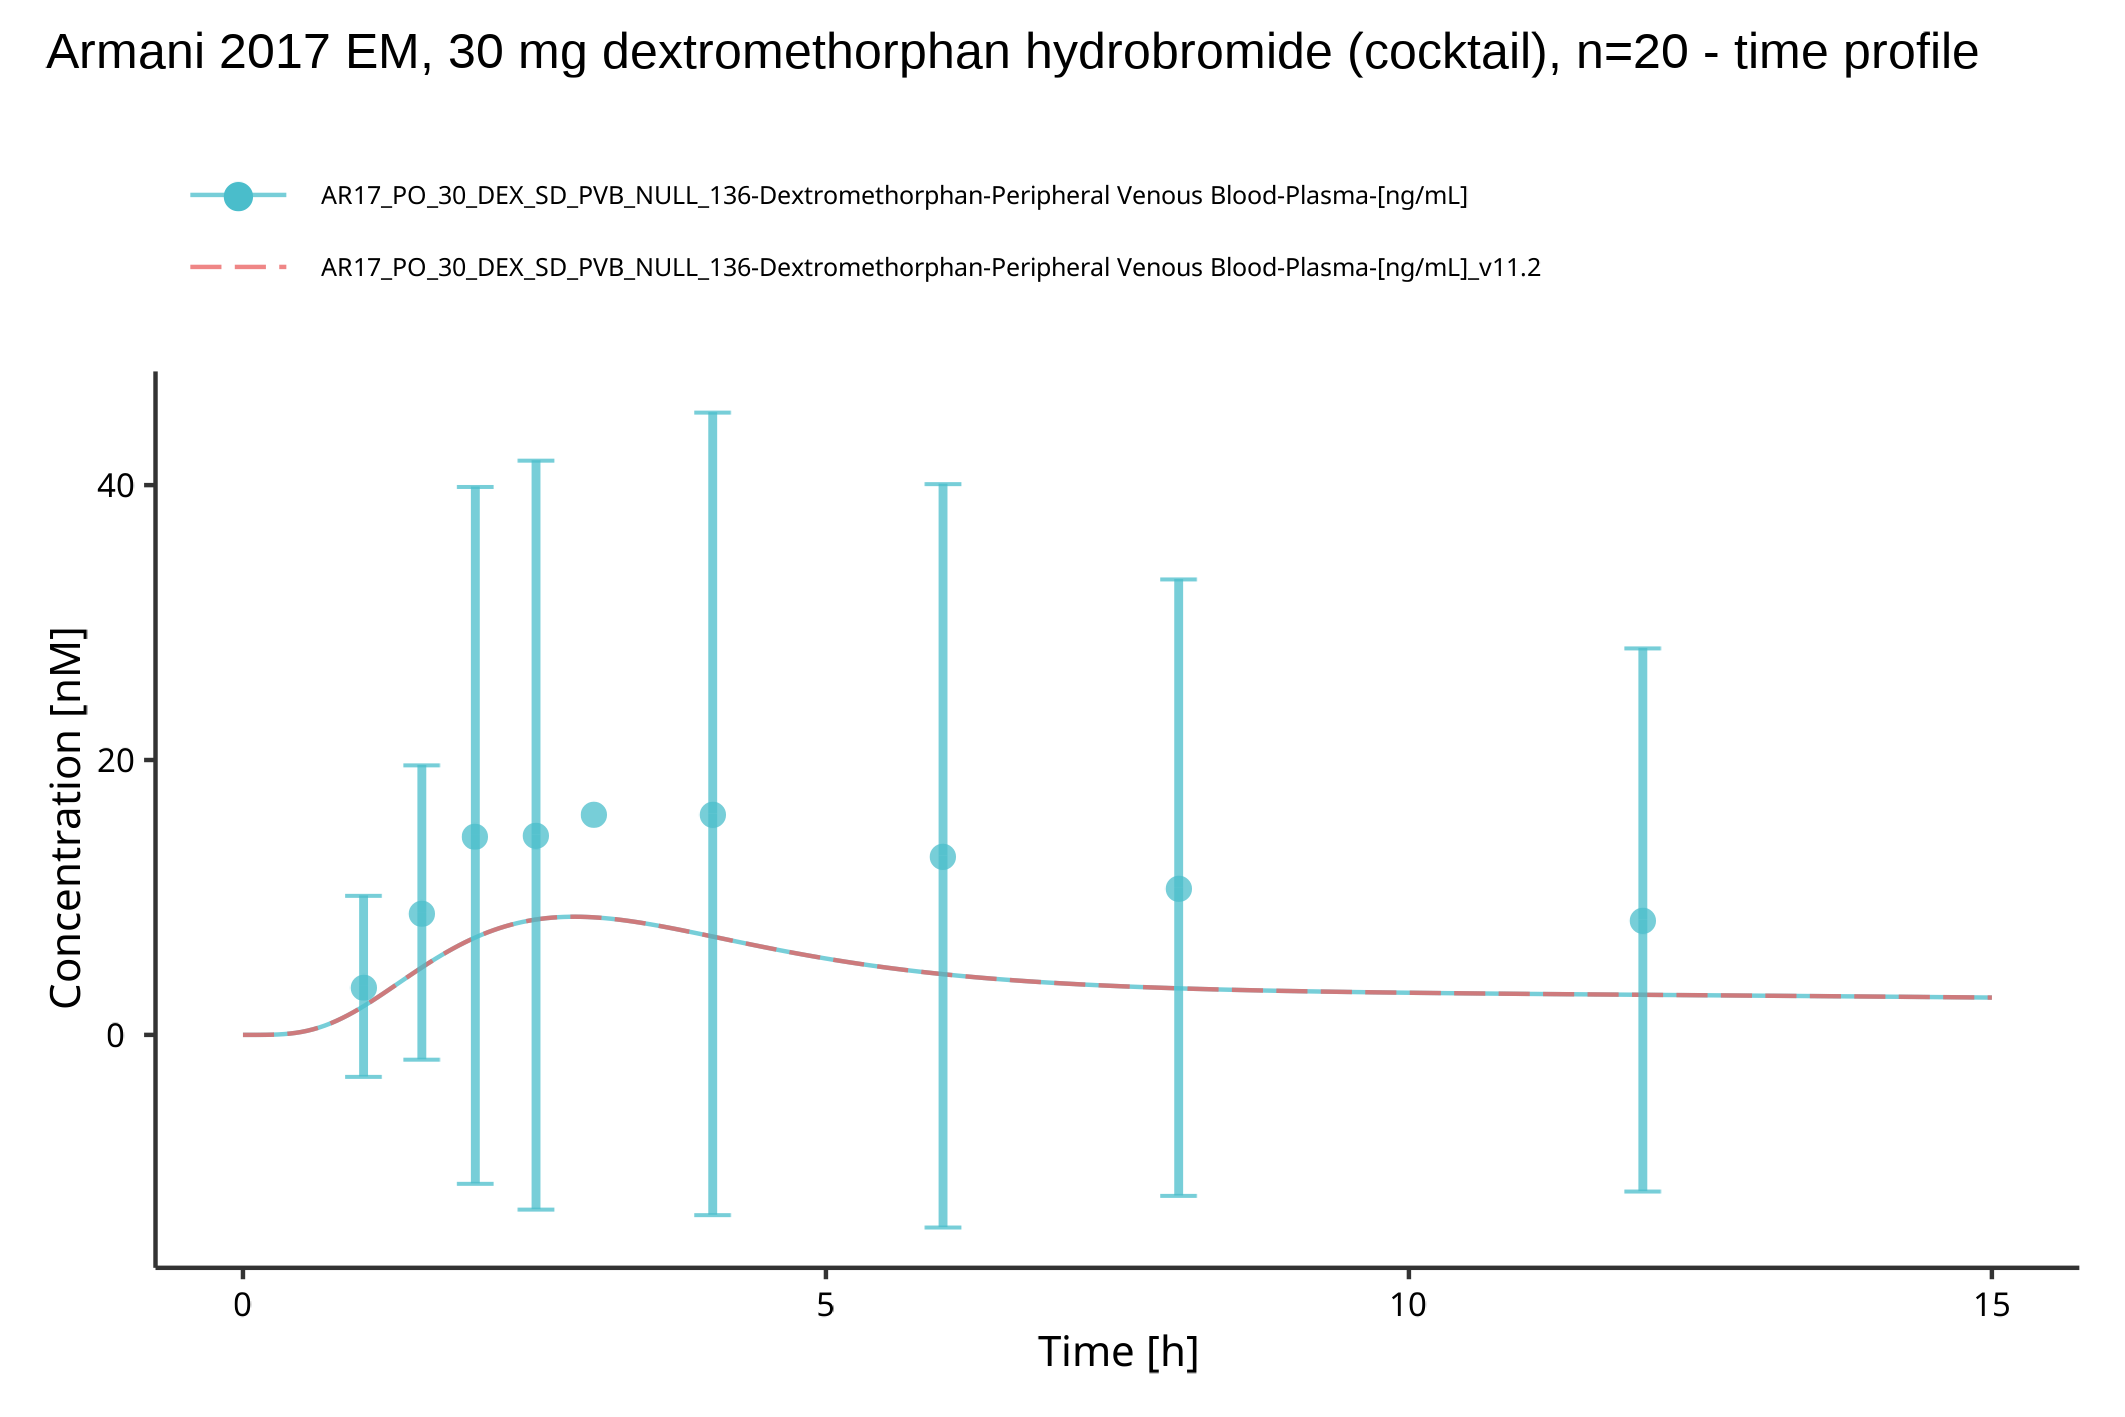 Armani 2017 EM, 30 mg dextromethorphan hydrobromide (cocktail), n=20 - time profile
AR17_PO_30_DEX_SD_PVB_NULL_136-Dextromethorphan-Peripheral Venous Blood-Plasma-[ng/mL]
AR17_PO_30_DEX_SD_PVB_NULL_136-Dextromethorphan-Peripheral Venous Blood-Plasma-[ng/mL]_v11.2
Concentration [nM]
40
20
0
0 5 10 15
Time [h]